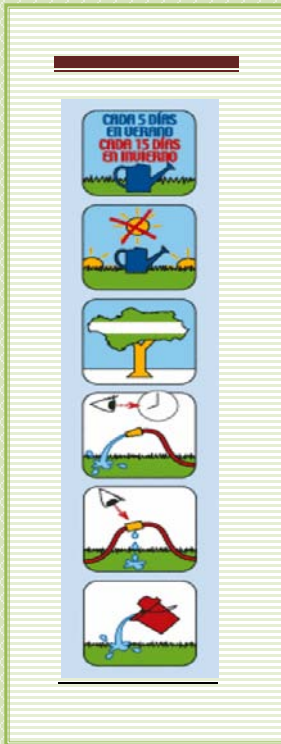 CADA 5 DÍAS
EN VERANO
CADA 15 DÍAS
EN INVIERNO